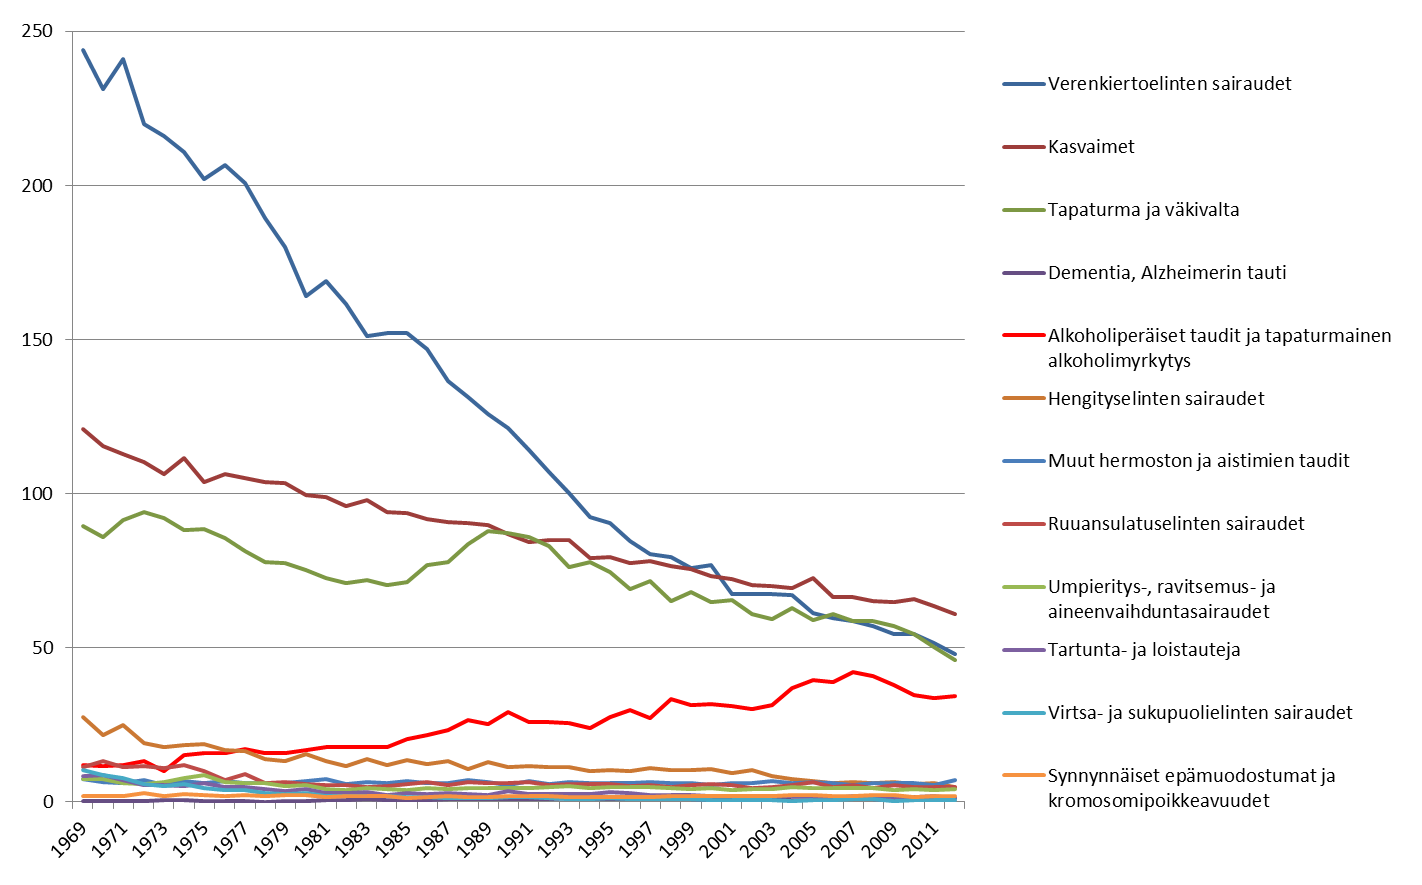 250
200
150
100
50
0
1969
1971
1973
1975
1977
1979
1981
1983
1985
1987
1989
1991
1993
1995
1997
1999
2001
2003
2005
2007
2009
2011
Verenkiertoelinten sairaudet
Kasvaimet
Tapaturma ja väkivalta
Dementia, Alzheimerin tauti
Alkoholiperäiset taudit ja tapaturmainen
alkoholimyrkytys
Hengityselinten sairaudet
Muut hermoston ja aistimien taudit
Ruuansulatuselinten sairaudet
Umpieritys-, ravitsemus- ja
aineenvaihduntasairaudet
Tartunta- ja loistauteja
Virtsa- ja sukupuolielinten sairaudet
Synnynnäiset epämuodostumat ja
kromosomipoikkeavuudet